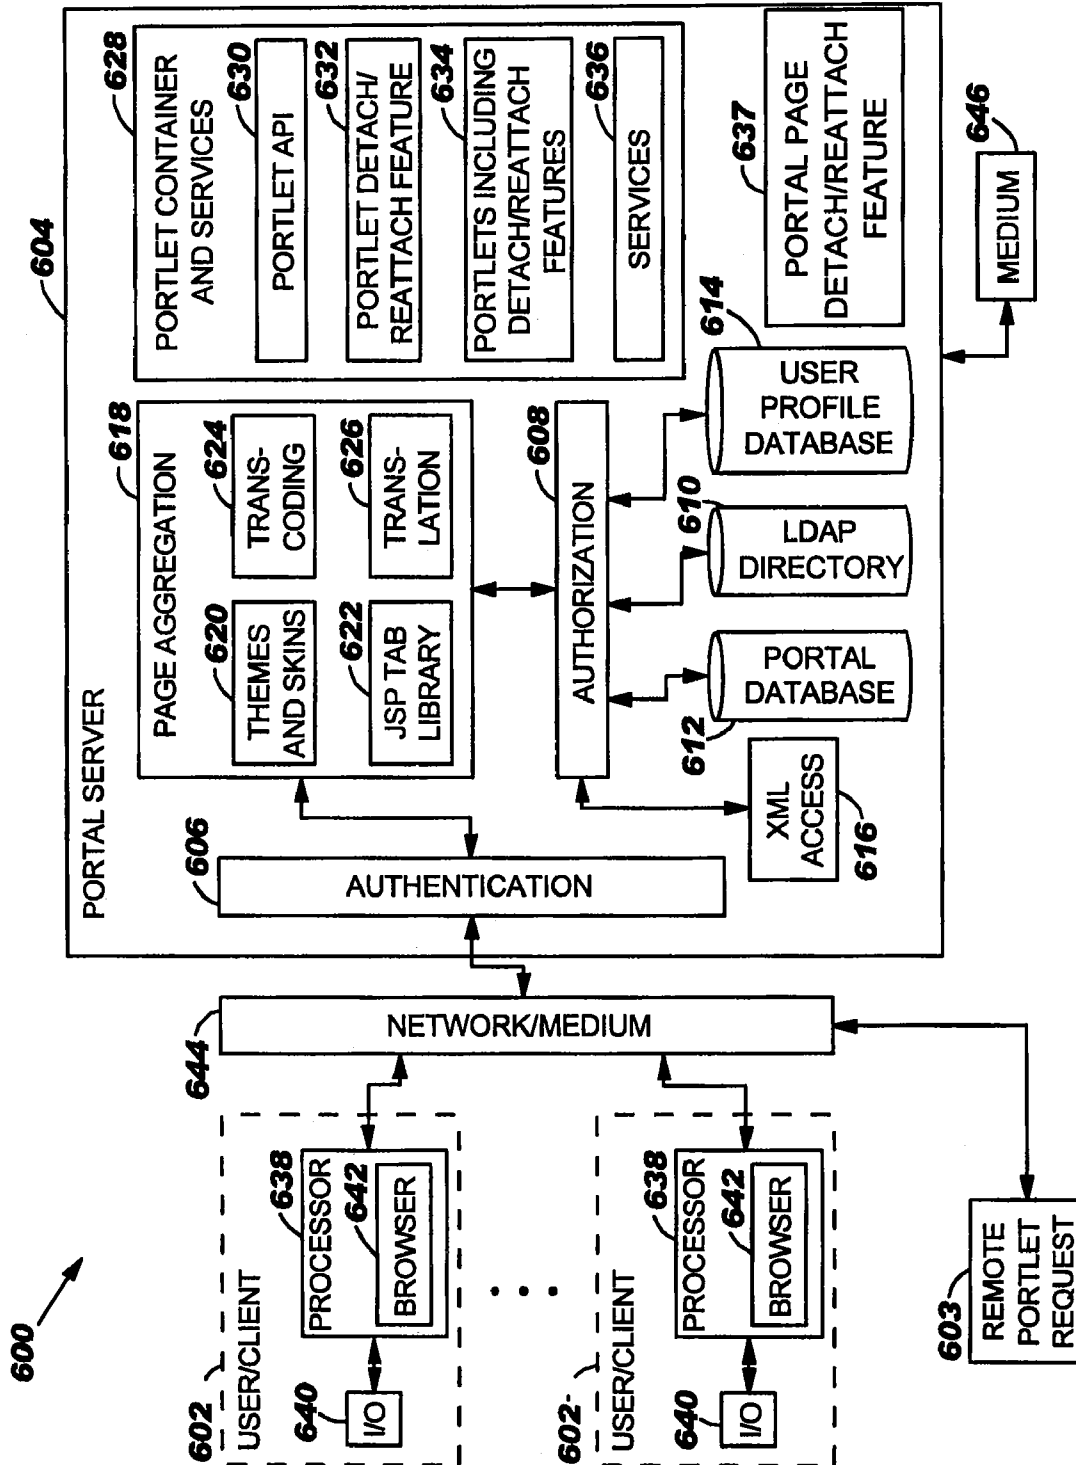 600
602
USER/CLIENT
PROCESSOR
638
BROWSER
642
I/O
640
602
USER/CLIENT
PROCESSOR
638
BROWSER
642
I/O
640
603
REMOTE
PORTLET
REQUEST
644
NETWORK/MEDIUM
604
PORTAL SERVER
606
AUTHENTICATION
618
PAGE AGGREGATION
620
THEMES
AND SKINS
624
TRANS-
CODING
622
JSP TAB
LIBRARY
626
TRANS-
LATION
608
AUTHORIZATION
616
XML
ACCESS
612
PORTAL
DATABASE
610
LDAP
DIRECTORY
614
USER
PROFILE
DATABASE
628
PORTLET CONTAINER
AND SERVICES
630
PORTLET API
632
PORTLET DETACH/
REATTACH FEATURE
634
PORTLETS INCLUDING
DETACH/REATTACH
FEATURES
636
SERVICES
637
PORTAL PAGE
DETACH/REATTACH
FEATURE
646
MEDIUM